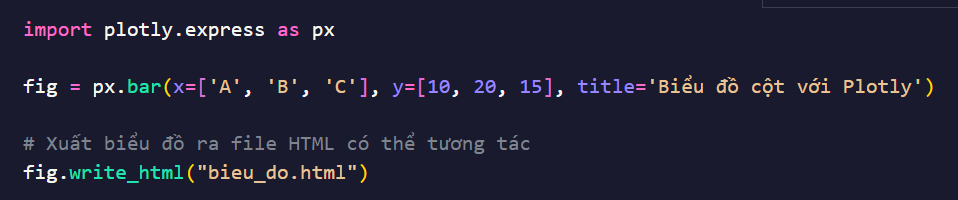 import plotly.express as px
fig = px.bar(x=['A', 'B', 'C'], y=[10, 20, 15], title='Biểu đồ cột với Plotly')
# Xuất biểu đồ ra file HTML có thể tương tác
fig.write_html("bieu_do.html")